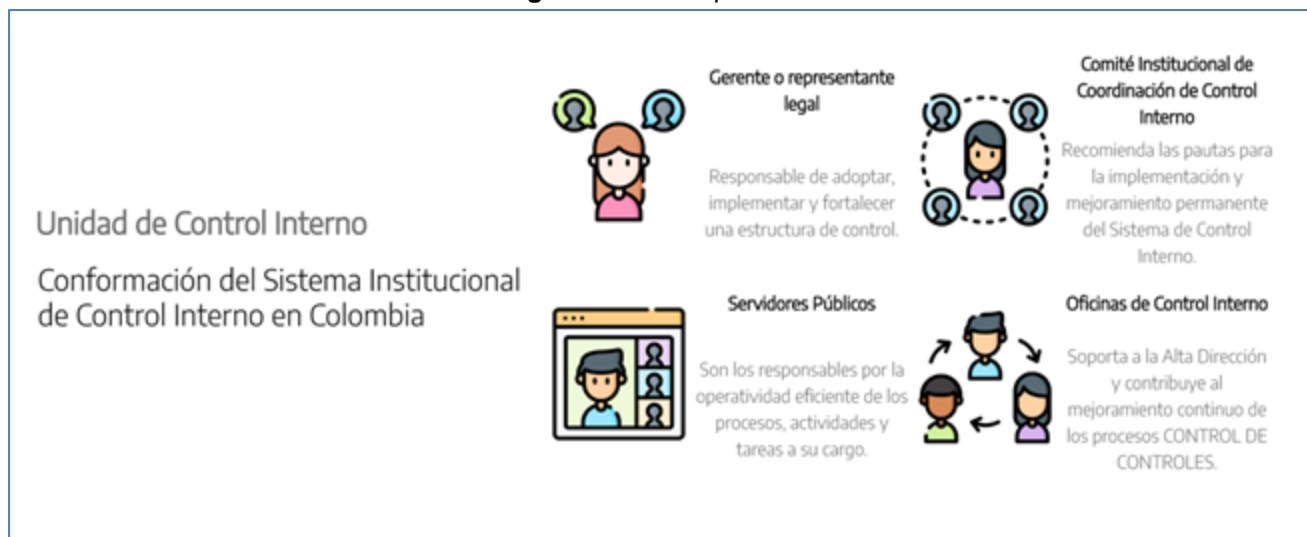 Unidad de Control Interno
Conformación del Sistema Institucional
de Control Interno en Colombia
Gerente o representante
legal
Responsable de adoptar,
implementar y fortalecer
una estructura de control.
Comité Institucional de
Coordinación de Control
Interno
Recomienda las pautas para
la implementación y
mejoramiento permanente
del Sistema de Control
Interno.
Servidores Públicos
Son los responsables por la
operatividad eficiente de los
procesos, actividades y
tareas a su cargo.
Oficinas de Control Interno
Soporta a la Alta Dirección
y contribuye al
mejoramiento continuo de
los procesos CONTROL DE
CONTROLES.